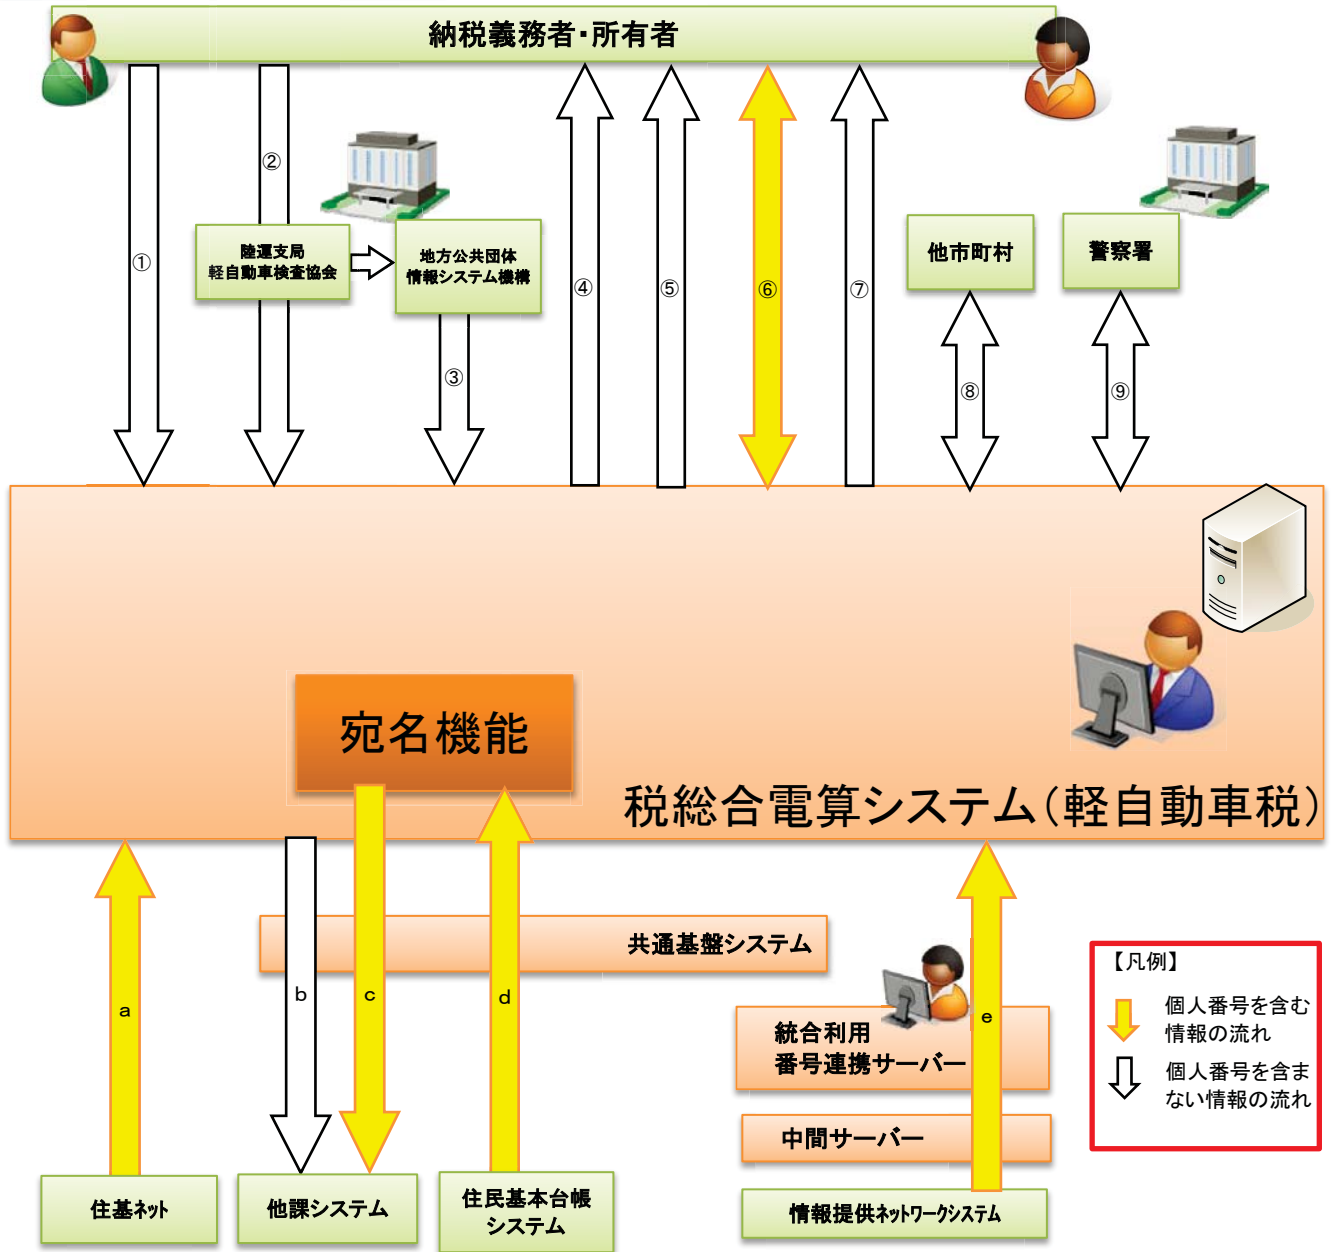 納税義務者・所有者
①
②
陸運支局
軽自動車検査協会
地方公共団体
情報システム機構
③
④
⑤
⑥
⑦
他市町村
⑧
警察署
⑨
宛名機能
税総合電算システム(軽自動車税)
共通基盤システム
a
b
c
d
e
統合利用
番号連携サーバー
中間サーバー
【凡例】
個人番号を含む
情報の流れ
個人番号を含ま
ない情報の流れ
住基ネット
他課システム
住民基本台帳
システム
情報提供ネットワークシステム